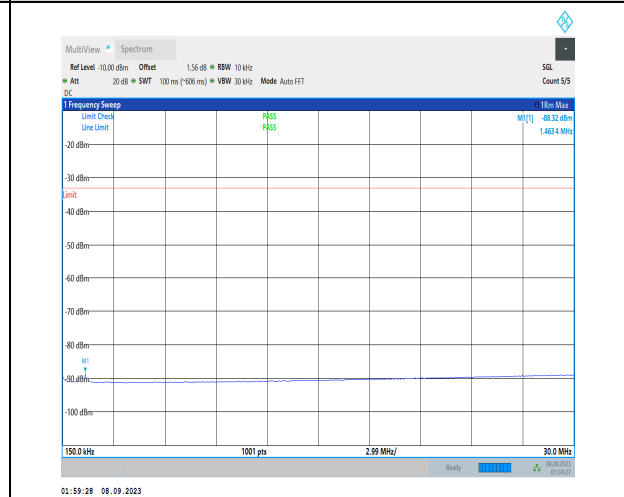 MultiView Spectrum
Ref Level -10.00 dBm Offset 1.56 dB RBW 10 kHz SGL
Att 20 dB SWT 100 ms (~606 ms) VBW 30 kHz Mode Auto FFT Count 5/5
DC
1 Frequency Sweep 1Rm Max
Limit Check PASS M1[1] -88.32 dBm
Line Limit PASS 1.463 4 MHz
-20 dBm
-30 dBm
Limit
-40 dBm
-50 dBm
-60 dBm
-70 dBm
-80 dBm
M1
-90 dBm
-100 dBm
150.0 kHz 1001 pts 2.99 MHz/ 30.0 MHz
Ready 08.09.2023
01:59:27
01:59:28 08.09.2023